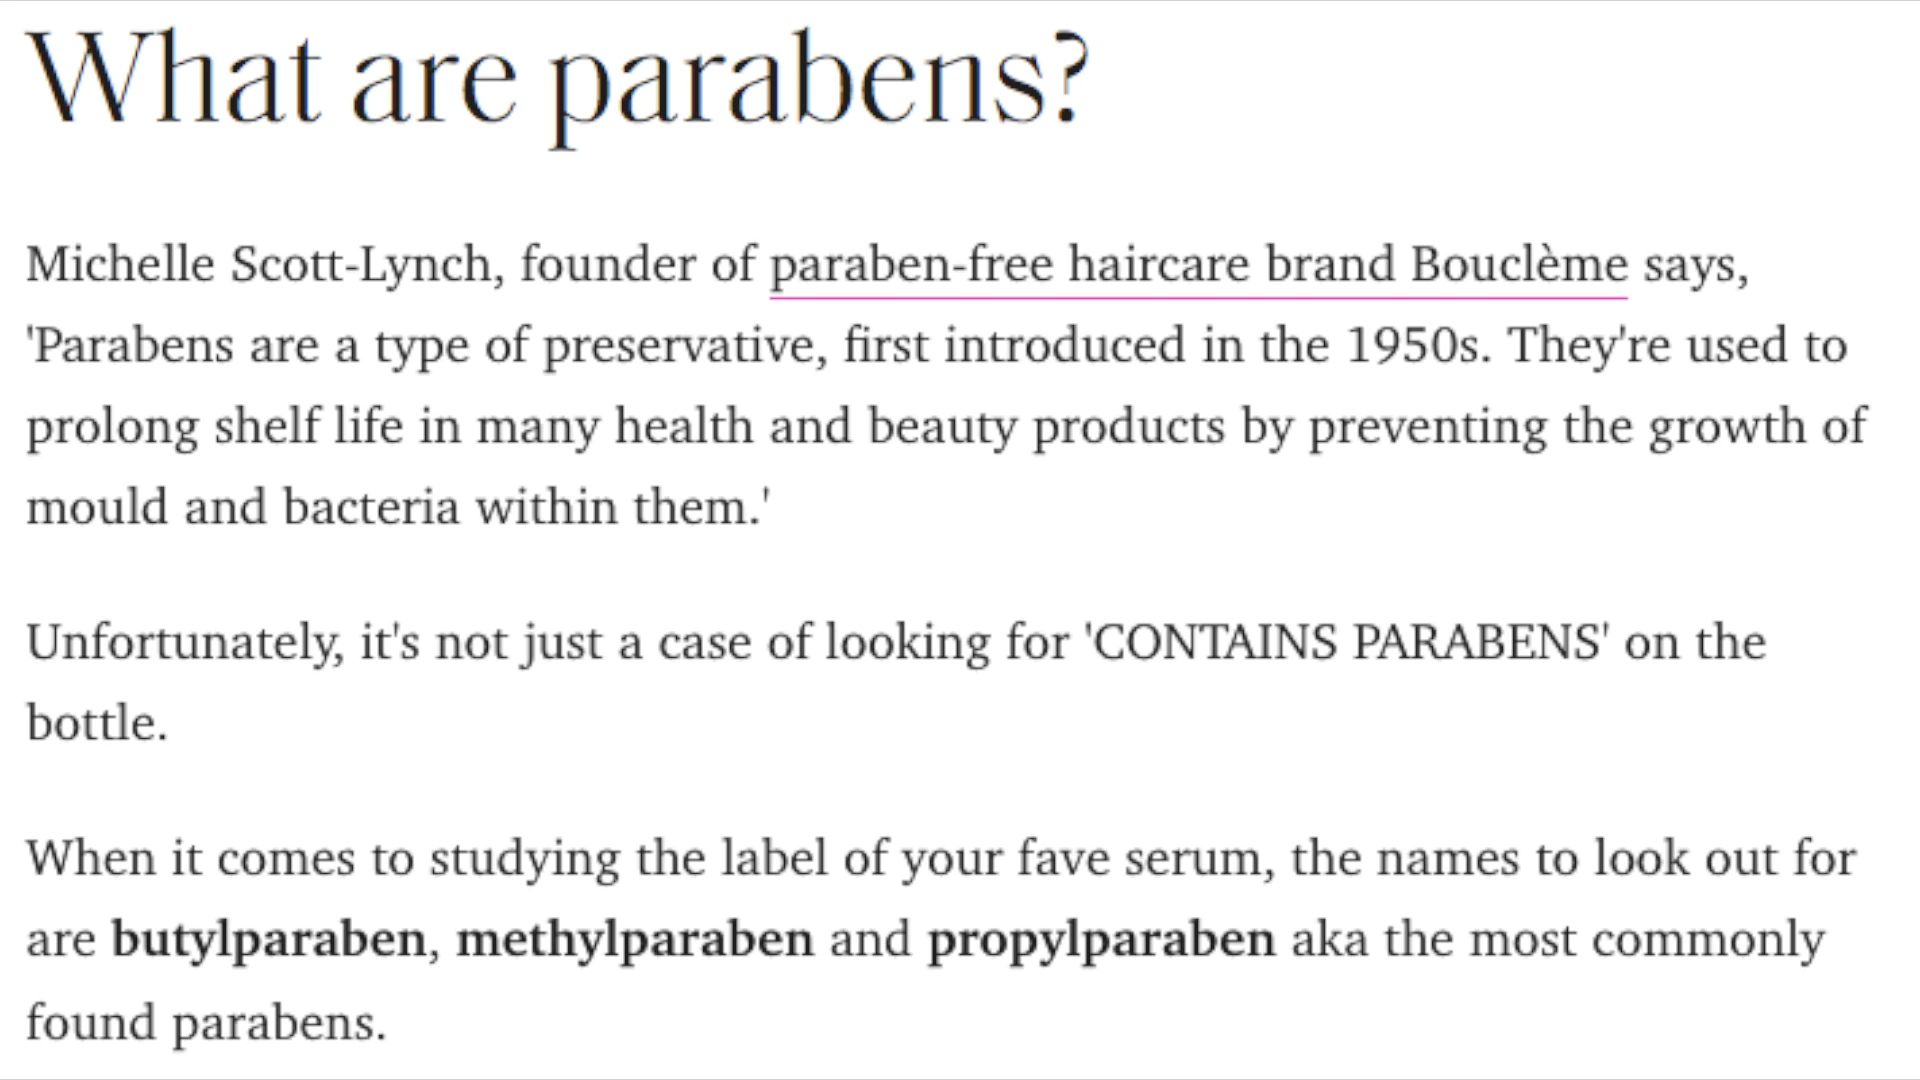 What are parabens?
Michelle Scott-Lynch, founder of paraben-free haircare brand Bouclème says,
'Parabens are a type of preservative, first introduced in the 1950s. They're used to
prolong shelf life in many health and beauty products by preventing the growth of
mould and bacteria within them.'
Unfortunately, it's not just a case of looking for 'CONTAINS PARABENS' on the
bottle.
When it comes to studying the label of your fave serum, the names to look out for
are butylparaben, methylparaben and propylparaben aka the most commonly
found parabens.